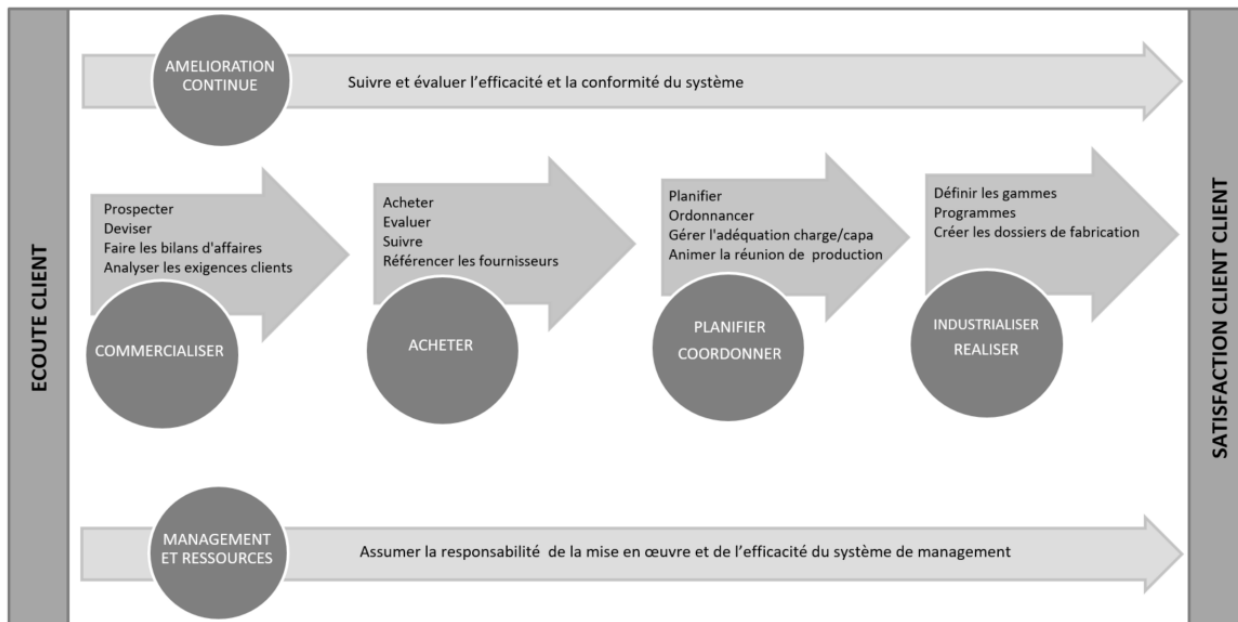 ECOUTE CLIENT
AMELIORATION
CONTINUE
Suivre et évaluer l'efficacité et la conformité du système
Prospecter
Deviser
Faire les bilans d'affaires
Analyser les exigences clients
COMMERCIALISER
Acheter
Evaluer
Suivre
Référencer les fournisseurs
ACHETER
Planifier
Ordonnancer
Gérer l'adéquation charge/capa
Animer la réunion de production
PLANIFIER
COORDONNER
Définir les gammes
Programmes
Créer les dossiers de fabrication
INDUSTRIALISER
REALISER
MANAGEMENT
ET RESSOURCES
Assumer la responsabilité de la mise en œuvre et de l'efficacité du système de management
SATISFACTION CLIENT CLIENT